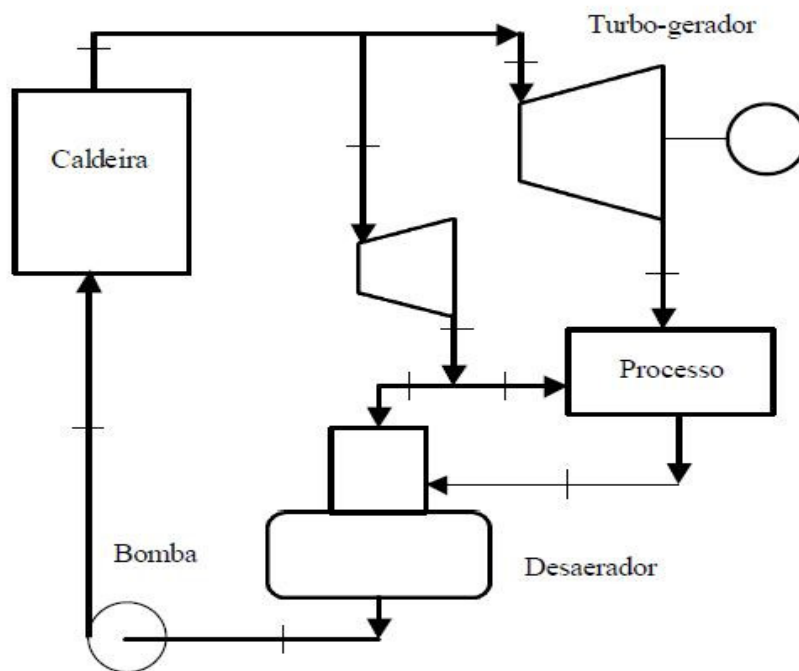 Turbo-gerador
Caldeira
Processo
Bomba
Desaerador